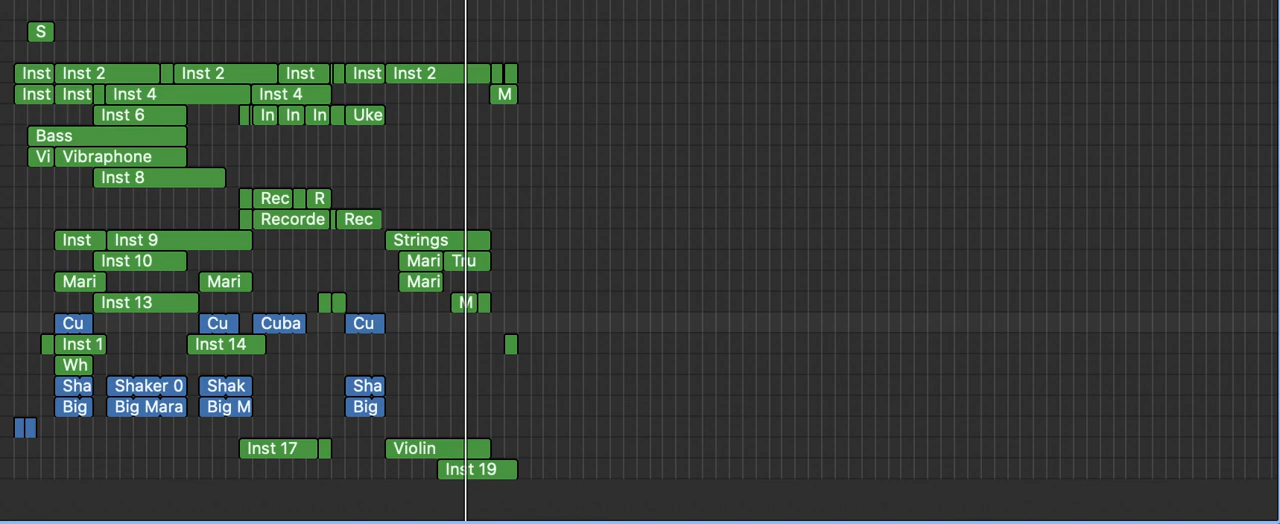 S
Inst Inst 2 Inst 2 Inst Inst Inst 2
Inst Inst Inst 4 Inst 4 M
Inst 6 In In In Uke
Bass
Vi Vibraphone
Inst 8
Rec R
Recorde Rec
Inst Inst 9 Strings
Inst 10 Mari Tru
Mari Mari Mari
Inst 13 M
Cu Cu Cuba Cu
Inst 1 Inst 14
Wh
Sha Shaker 0 Shak Sha
Big Big Mara Big M Big
Inst 17 Violin
Inst 19